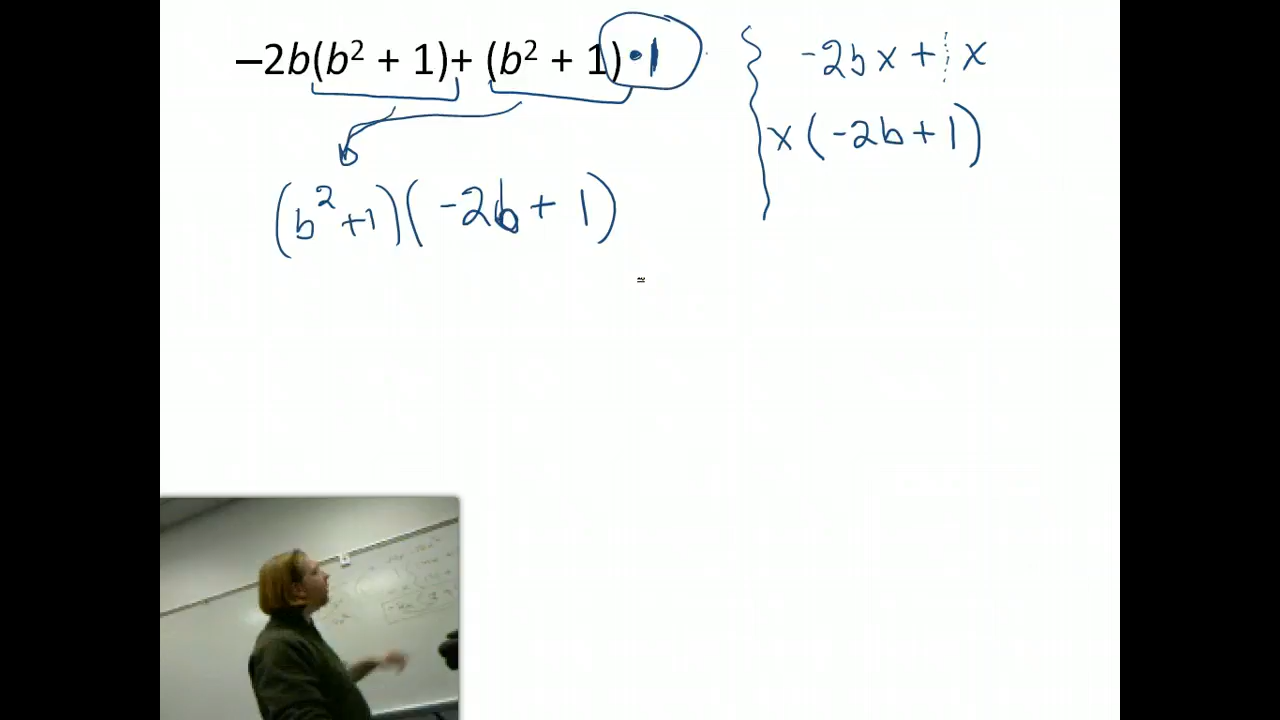 −2b(b² + 1)+ (b² + 1)•1
(b² +1)(-2b + 1)
-2bx + x
x(-2b + 1)